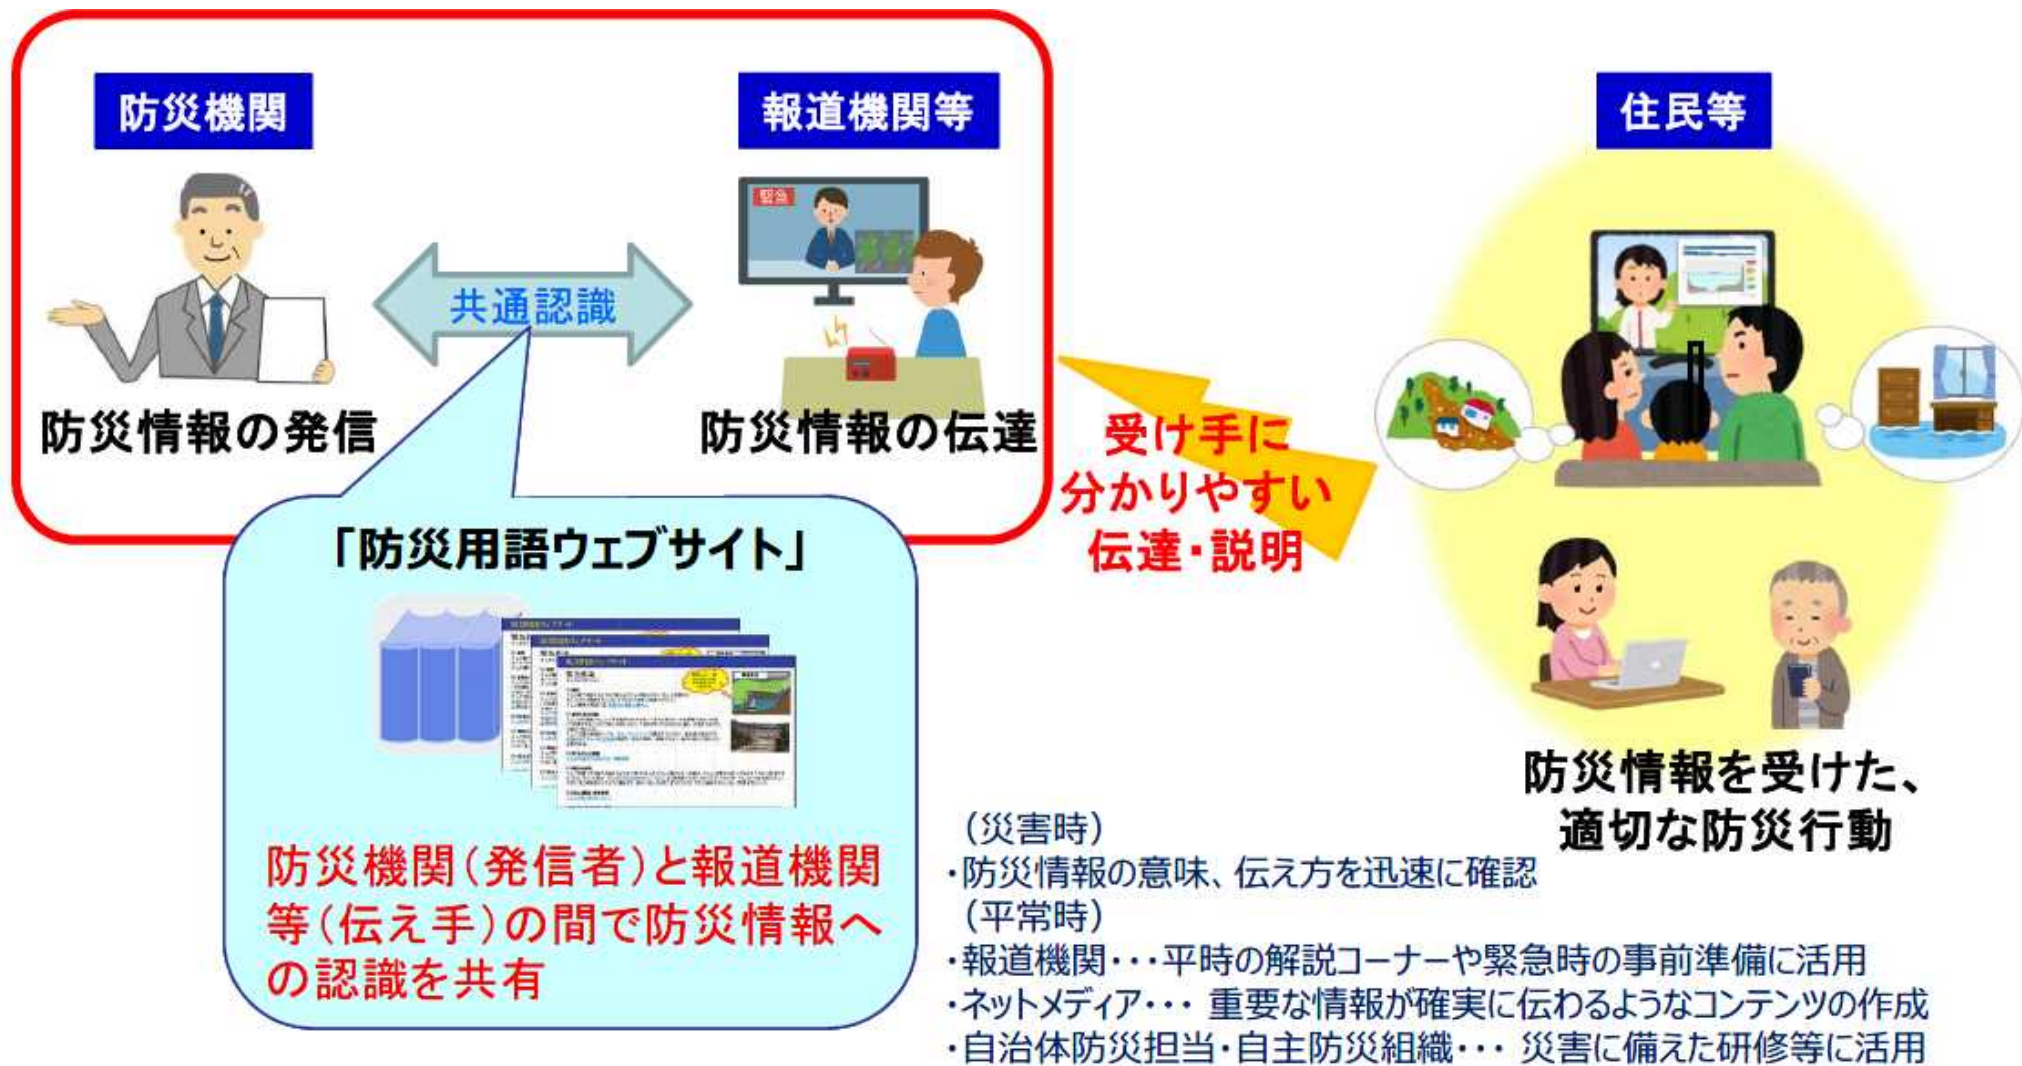 防災機関
報道機関等
住民等
緊急
共通認識
防災情報の発信
防災情報の伝達
受け手に
分かりやすい
伝達・説明
「防災用語ウェブサイト」
防災機関(発信者)と報道機関
等(伝え手)の間で防災情報へ
の認識を共有
防災情報を受けた、
適切な防災行動
（災害時）
・防災情報の意味、伝え方を迅速に確認
（平常時）
・報道機関・・・平時の解説コーナーや緊急時の事前準備に活用
・ネットメディア・・・ 重要な情報が確実に伝わるようなコンテンツの作成
・自治体防災担当・自主防災組織・・・ 災害に備えた研修等に活用